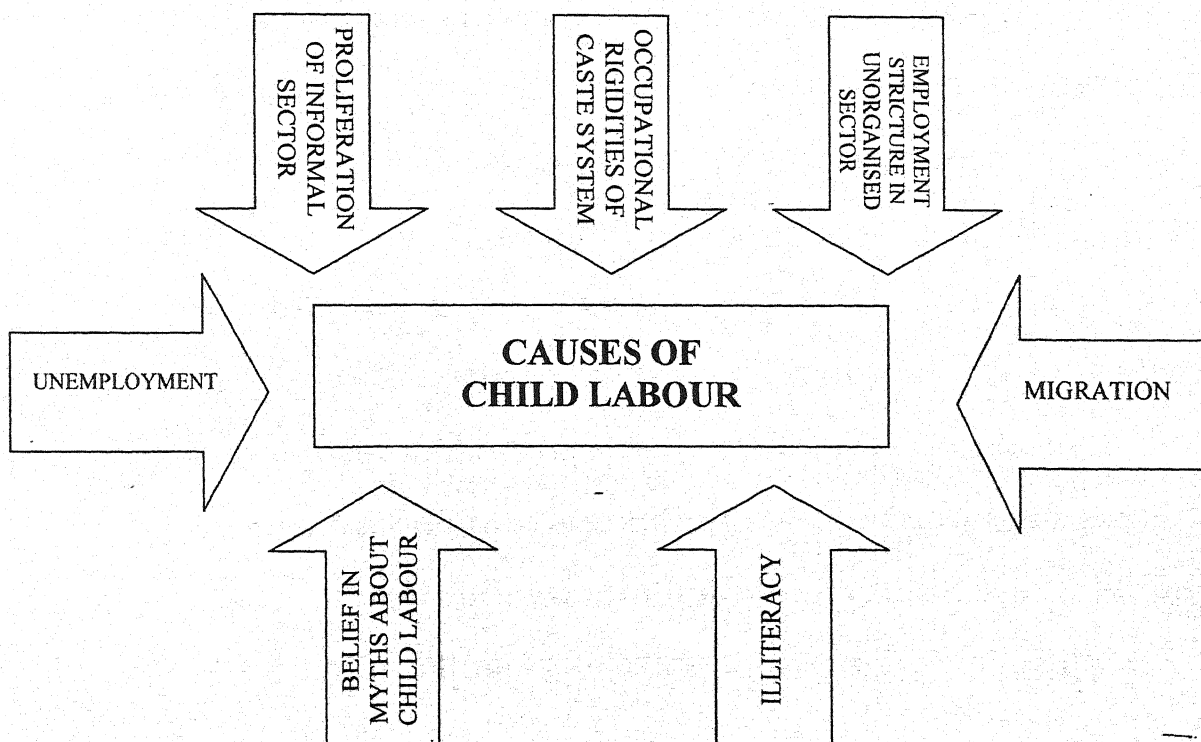 PROLIFERATION
OF INFORMAL
SECTOR
OCCUPATIONAL
RIGIDITIES OF
CASTE SYSTEM
EMPLOYMENT
STRICTURE IN
UNORGANISED
SECTOR
UNEMPLOYMENT
CAUSES OF
CHILD LABOUR
MIGRATION
BELIEF IN
MYTHS ABOUT
CHILD LABOUR
ILLITERACY